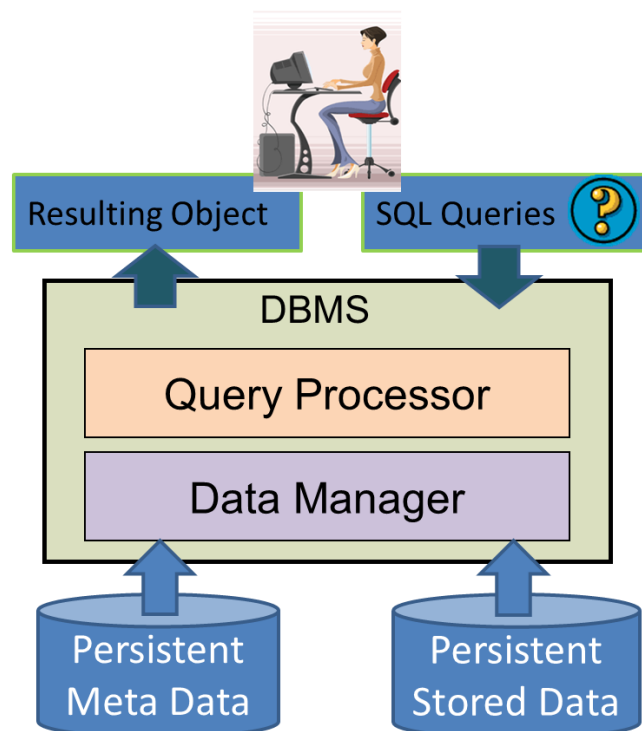 Resulting Object
SQL Queries
?
DBMS
Query Processor
Data Manager
Persistent
Meta Data
Persistent
Stored Data